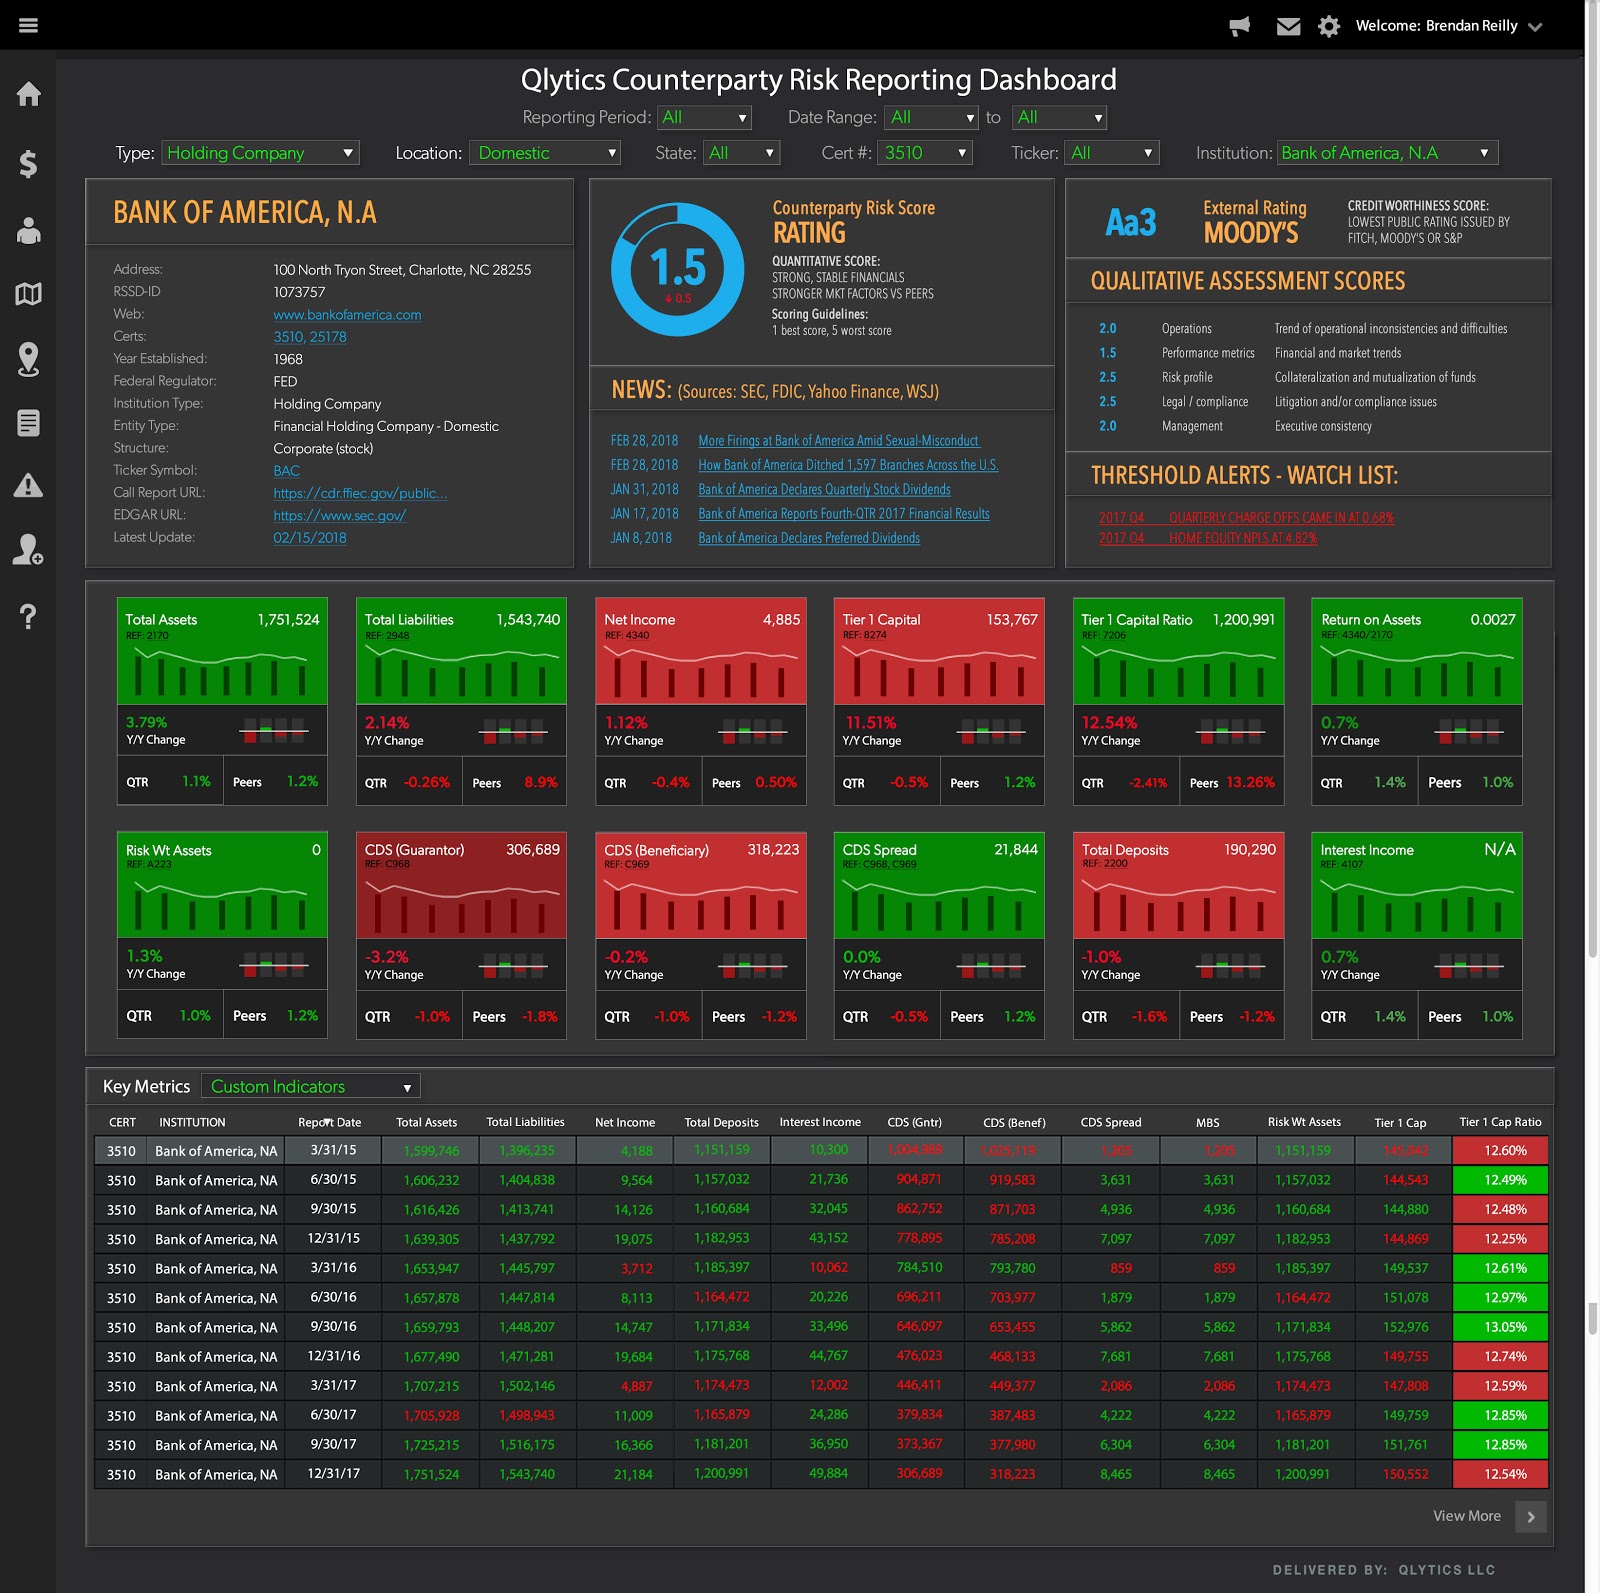 Welcome: Brendan Reilly
Qlytics Counterparty Risk Reporting Dashboard
Reporting Period: All Date Range: All to All
Type: Holding Company Location: Domestic State: All Cert #: 3510 Ticker: All Institution: Bank of America, N.A
BANK OF AMERICA, N.A
Address: 100 North Tryon Street, Charlotte, NC 28255
RSSD-ID 1073757
Web: www.bankofamerica.com
Certs: 3510, 25178
Year Established: 1968
Federal Regulator: FED
Institution Type: Holding Company
Entity Type: Financial Holding Company - Domestic
Structure: Corporate (stock)
Ticker Symbol: BAC
Call Report URL: https://cdr.ffiec.gov/public...
EDGAR URL: https://www.sec.gov/
Latest Update: 02/15/2018
1.5
0.5
Counterparty Risk Score
RATING
QUANTITATIVE SCORE:
STRONG, STABLE FINANCIALS
STRONGER MKT FACTORS VS PEERS
Scoring Guidelines:
1 best score, 5 worst score
NEWS: (Sources: SEC, FDIC, Yahoo Finance, WSJ)
FEB 28, 2018 More Firings at Bank of America Amid Sexual-Misconduct
FEB 28, 2018 How Bank of America Ditched 1,597 Branches Across the U.S.
JAN 31, 2018 Bank of America Declares Quarterly Stock Dividends
JAN 17, 2018 Bank of America Reports Fourth-QTR 2017 Financial Results
JAN 8, 2018 Bank of America Declares Preferred Dividends
Aa3
External Rating
MOODY'S
CREDIT WORTHINESS SCORE:
LOWEST PUBLIC RATING ISSUED BY
FITCH, MOODY'S OR S&P
QUALITATIVE ASSESSMENT SCORES
2.0 Operations Trend of operational inconsistencies and difficulties
1.5 Performance metrics Financial and market trends
2.5 Risk profile Collateralization and mutualization of funds
2.5 Legal / compliance Litigation and/or compliance issues
2.0 Management Executive consistency
THRESHOLD ALERTS - WATCH LIST:
2017 Q4 QUARTERLY CHARGE OFFS CAME IN AT 0.68%
2017 Q4 HOME EQUITY NPLS AT 4.82%
Total Assets 1,751,524
REF: 2170
3.79%
Y/Y Change
QTR 1.1% Peers 1.2%
Total Liabilities 1,543,740
REF: 2948
2.14%
Y/Y Change
QTR -0.26% Peers 8.9%
Net Income 4,885
REF: 4340
1.12%
Y/Y Change
QTR -0.4% Peers 0.50%
Tier 1 Capital 153,767
REF: 8274
11.51%
Y/Y Change
QTR -0.5% Peers 1.2%
Tier 1 Capital Ratio 1,200,991
REF: 7206
12.54%
Y/Y Change
QTR -2.41% Peers 13.26%
Return on Assets 0.0027
REF: 4340/2170
0.7%
Y/Y Change
QTR 1.4% Peers 1.0%
Risk Wt Assets 0
REF: A223
1.3%
Y/Y Change
QTR 1.0% Peers 1.2%
CDS (Guarantor) 306,689
REF: C968
-3.2%
Y/Y Change
QTR -1.0% Peers -1.8%
CDS (Beneficiary) 318,223
REF: C969
-0.2%
Y/Y Change
QTR -1.0% Peers -1.2%
CDS Spread 21,844
REF: C968, C969
0.0%
Y/Y Change
QTR -0.5% Peers 1.2%
Total Deposits 190,290
REF: 2200
-1.0%
Y/Y Change
QTR -1.6% Peers -1.2%
Interest Income N/A
REF: 4107
0.7%
Y/Y Change
QTR 1.4% Peers 1.0%
Key Metrics Custom Indicators
CERT INSTITUTION Report Date Total Assets Total Liabilities Net Income Total Deposits Interest Income CDS (Gntr) CDS (Benef) CDS Spread MBS Risk Wt Assets Tier 1 Cap Tier 1 Cap Ratio
3510 Bank of America, NA 3/31/15 1,599,746 1,396,235 4,188 1,151,159 10,300 1,205 1,205 1,151,159 12.60%
3510 Bank of America, NA 6/30/15 1,606,232 1,404,838 9,564 1,157,032 21,736 904,871 919,583 3,631 3,631 1,157,032 144,543 12.49%
3510 Bank of America, NA 9/30/15 1,616,426 1,413,741 14,126 1,160,684 32,045 862,752 871,703 4,936 4,936 1,160,684 144,880 12.48%
3510 Bank of America, NA 12/31/15 1,639,305 1,437,792 19,075 1,182,953 43,152 778,895 785,208 7,097 7,097 1,182,953 144,869 12.25%
3510 Bank of America, NA 3/31/16 1,653,947 1,445,797 3,712 1,185,397 10,062 784,510 793,780 859 859 1,185,397 149,537 12.61%
3510 Bank of America, NA 6/30/16 1,657,878 1,447,814 8,113 1,164,472 20,226 696,211 703,977 1,879 1,879 1,164,472 151,078 12.97%
3510 Bank of America, NA 9/30/16 1,659,793 1,448,207 14,747 1,171,834 33,496 646,097 653,455 5,862 5,862 1,171,834 152,976 13.05%
3510 Bank of America, NA 12/31/16 1,677,490 1,471,281 19,684 1,175,768 44,767 476,023 468,133 7,681 7,681 1,175,768 149,755 12.74%
3510 Bank of America, NA 3/31/17 1,707,215 1,502,146 4,887 1,174,473 12,002 446,411 449,377 2,086 2,086 1,174,473 147,808 12.59%
3510 Bank of America, NA 6/30/17 1,705,928 1,498,943 11,009 1,165,879 24,286 379,834 387,483 4,222 4,222 1,165,879 149,759 12.85%
3510 Bank of America, NA 9/30/17 1,725,215 1,516,175 16,366 1,181,201 36,950 373,367 377,980 6,304 6,304 1,181,201 151,761 12.85%
3510 Bank of America, NA 12/31/17 1,751,524 1,543,740 21,184 1,200,991 49,884 306,689 318,223 8,465 8,465 1,200,991 150,552 12.54%
View More
DELIVERED BY: QLYTICS LLC